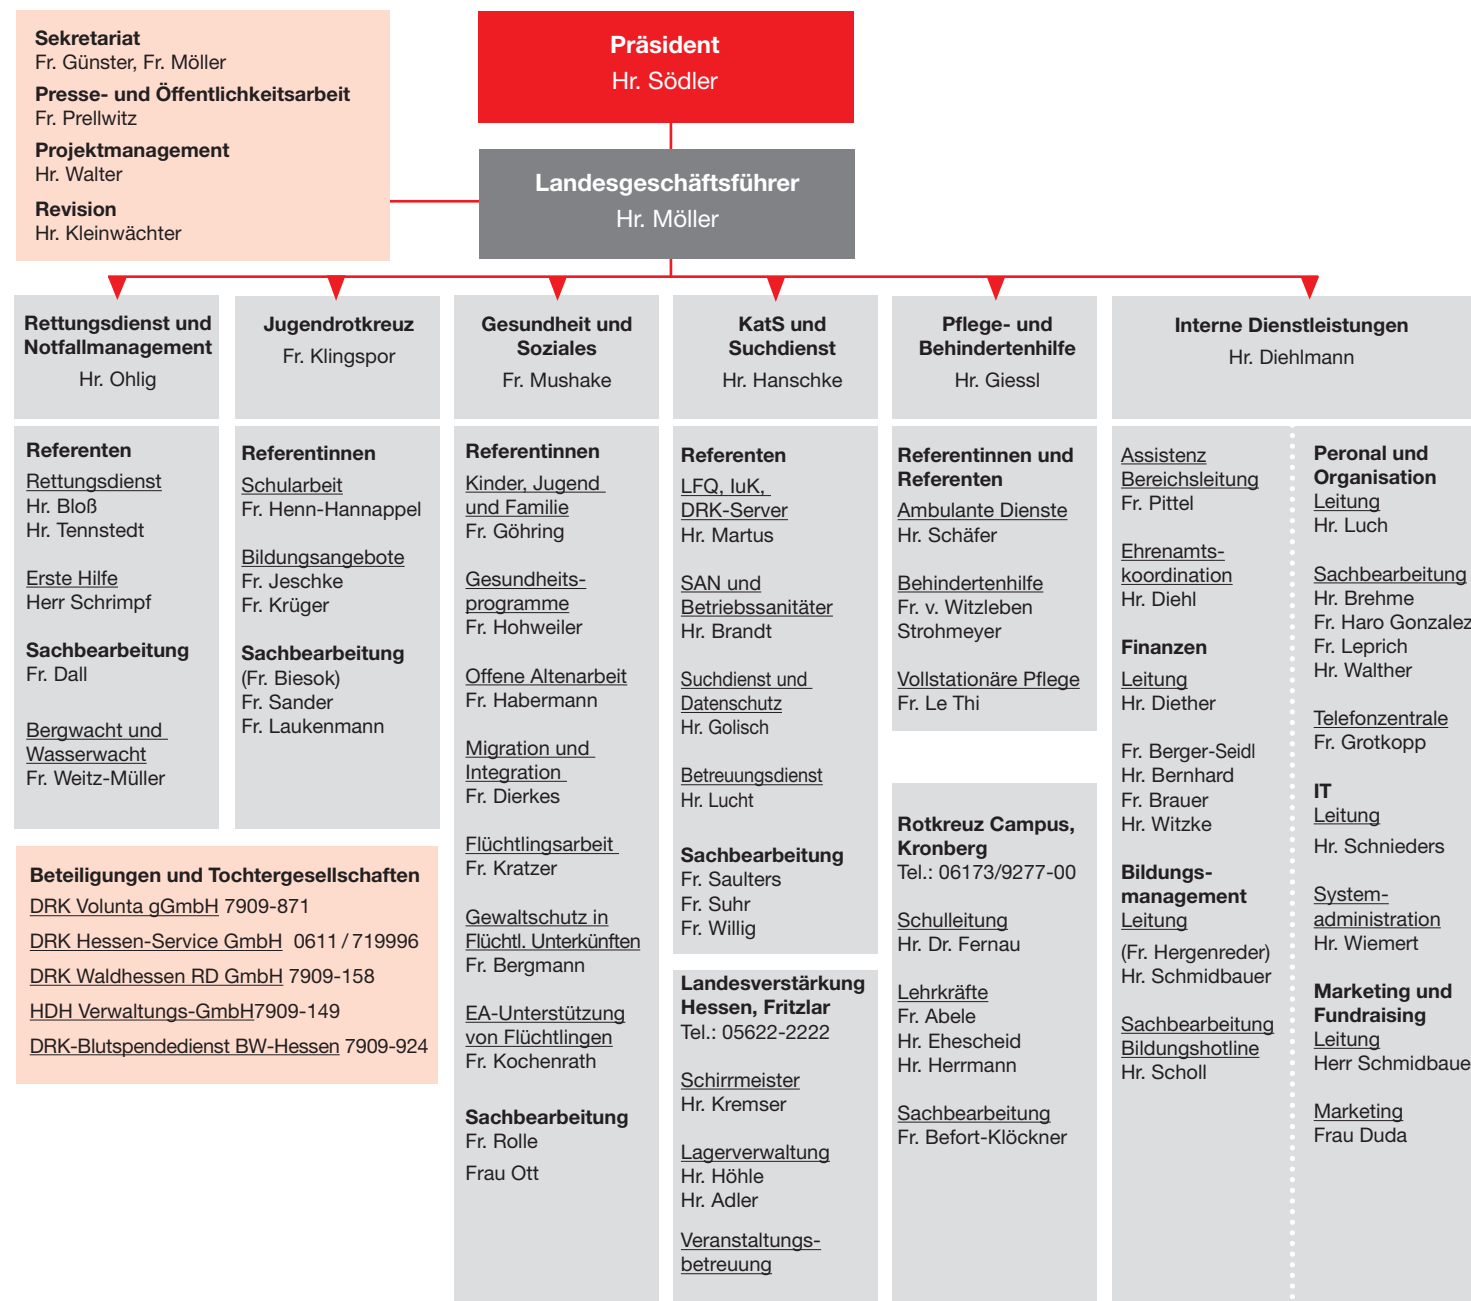 Sekretariat
Fr. Günster, Fr. Möller
Presse- und Öffentlichkeitsarbeit
Fr. Prellwitz
Projektmanagement
Hr. Walter
Revision
Hr. Kleinwächter
Präsident
Hr. Södler
Landesgeschäftsführer
Hr. Möller
Rettungsdienst und
Notfallmanagement
Hr. Ohlig
Jugendrotkreuz
Fr. Klingspor
Gesundheit und
Soziales
Fr. Mushake
KatS und
Suchdienst
Hr. Hanschke
Pflege- und
Behindertenhilfe
Hr. Giessl
Interne Dienstleistungen
Hr. Diehlmann
Referenten
Rettungsdienst
Hr. Bloß
Hr. Tennstedt
Erste Hilfe
Herr Schrimpf
Sachbearbeitung
Fr. Dall
Bergwacht und
Wasserwacht
Fr. Weitz-Müller
Referentinnen
Schularbeit
Fr. Henn-Hannappel
Bildungsangebote
Fr. Jeschke
Fr. Krüger
Sachbearbeitung
(Fr. Biesok)
Fr. Sander
Fr. Laukenmann
Beteiligungen und Tochtergesellschaften
DRK Volunta gGmbH 7909-871
DRK Hessen-Service GmbH 0611 / 719996
DRK Waldhessen RD GmbH 7909-158
HDH Verwaltungs-GmbH7909-149
DRK-Blutspendedienst BW-Hessen 7909-924
Referentinnen
Kinder, Jugend
und Familie
Fr. Göhring
Gesundheits-
programme
Fr. Hohweiler
Offene Altenarbeit
Fr. Habermann
Migration und
Integration
Fr. Dierkes
Flüchtlingsarbeit
Fr. Kratzer
Gewaltschutz in
Flüchtl. Unterkünften
Fr. Bergmann
EA-Unterstützung
von Flüchtlingen
Fr. Kochenrath
Sachbearbeitung
Fr. Rolle
Frau Ott
Referenten
LFQ, IuK,
DRK-Server
Hr. Martus
SAN und
Betriebssanitäter
Hr. Brandt
Suchdienst und
Datenschutz
Hr. Golisch
Betreuungsdienst
Hr. Lucht
Sachbearbeitung
Fr. Saulters
Fr. Suhr
Fr. Willig
Landesverstärkung
Hessen, Fritzlar
Tel.: 05622-2222
Schirrmeister
Hr. Kremser
Lagerverwaltung
Hr. Höhle
Hr. Adler
Veranstaltungs-
betreuung
Referentinnen und
Referenten
Ambulante Dienste
Hr. Schäfer
Behindertenhilfe
Fr. v. Witzleben
Strohmeyer
Vollstationäre Pflege
Fr. Le Thi
Rotkreuz Campus,
Kronberg
Tel.: 06173/9277-00
Schulleitung
Hr. Dr. Fernau
Lehrkräfte
Fr. Abele
Hr. Ehescheid
Hr. Herrmann
Sachbearbeitung
Fr. Befort-Klöckner
Assistenz
Bereichsleitung
Fr. Pittel
Ehrenamts-
koordination
Hr. Diehl
Finanzen
Leitung
Hr. Diether
Fr. Berger-Seidl
Hr. Bernhard
Fr. Brauer
Hr. Witzke
Bildungs-
management
Leitung
(Fr. Hergenreder)
Hr. Schmidbauer
Sachbearbeitung
Bildungshotline
Hr. Scholl
Peronal und
Organisation
Leitung
Hr. Luch
Sachbearbeitung
Hr. Brehme
Fr. Haro Gonzalez
Fr. Leprich
Hr. Walther
Telefonzentrale
Fr. Grotkopp
IT
Leitung
Hr. Schnieders
System-
administration
Hr. Wiemert
Marketing und
Fundraising
Leitung
Herr Schmidbaue
Marketing
Frau Duda